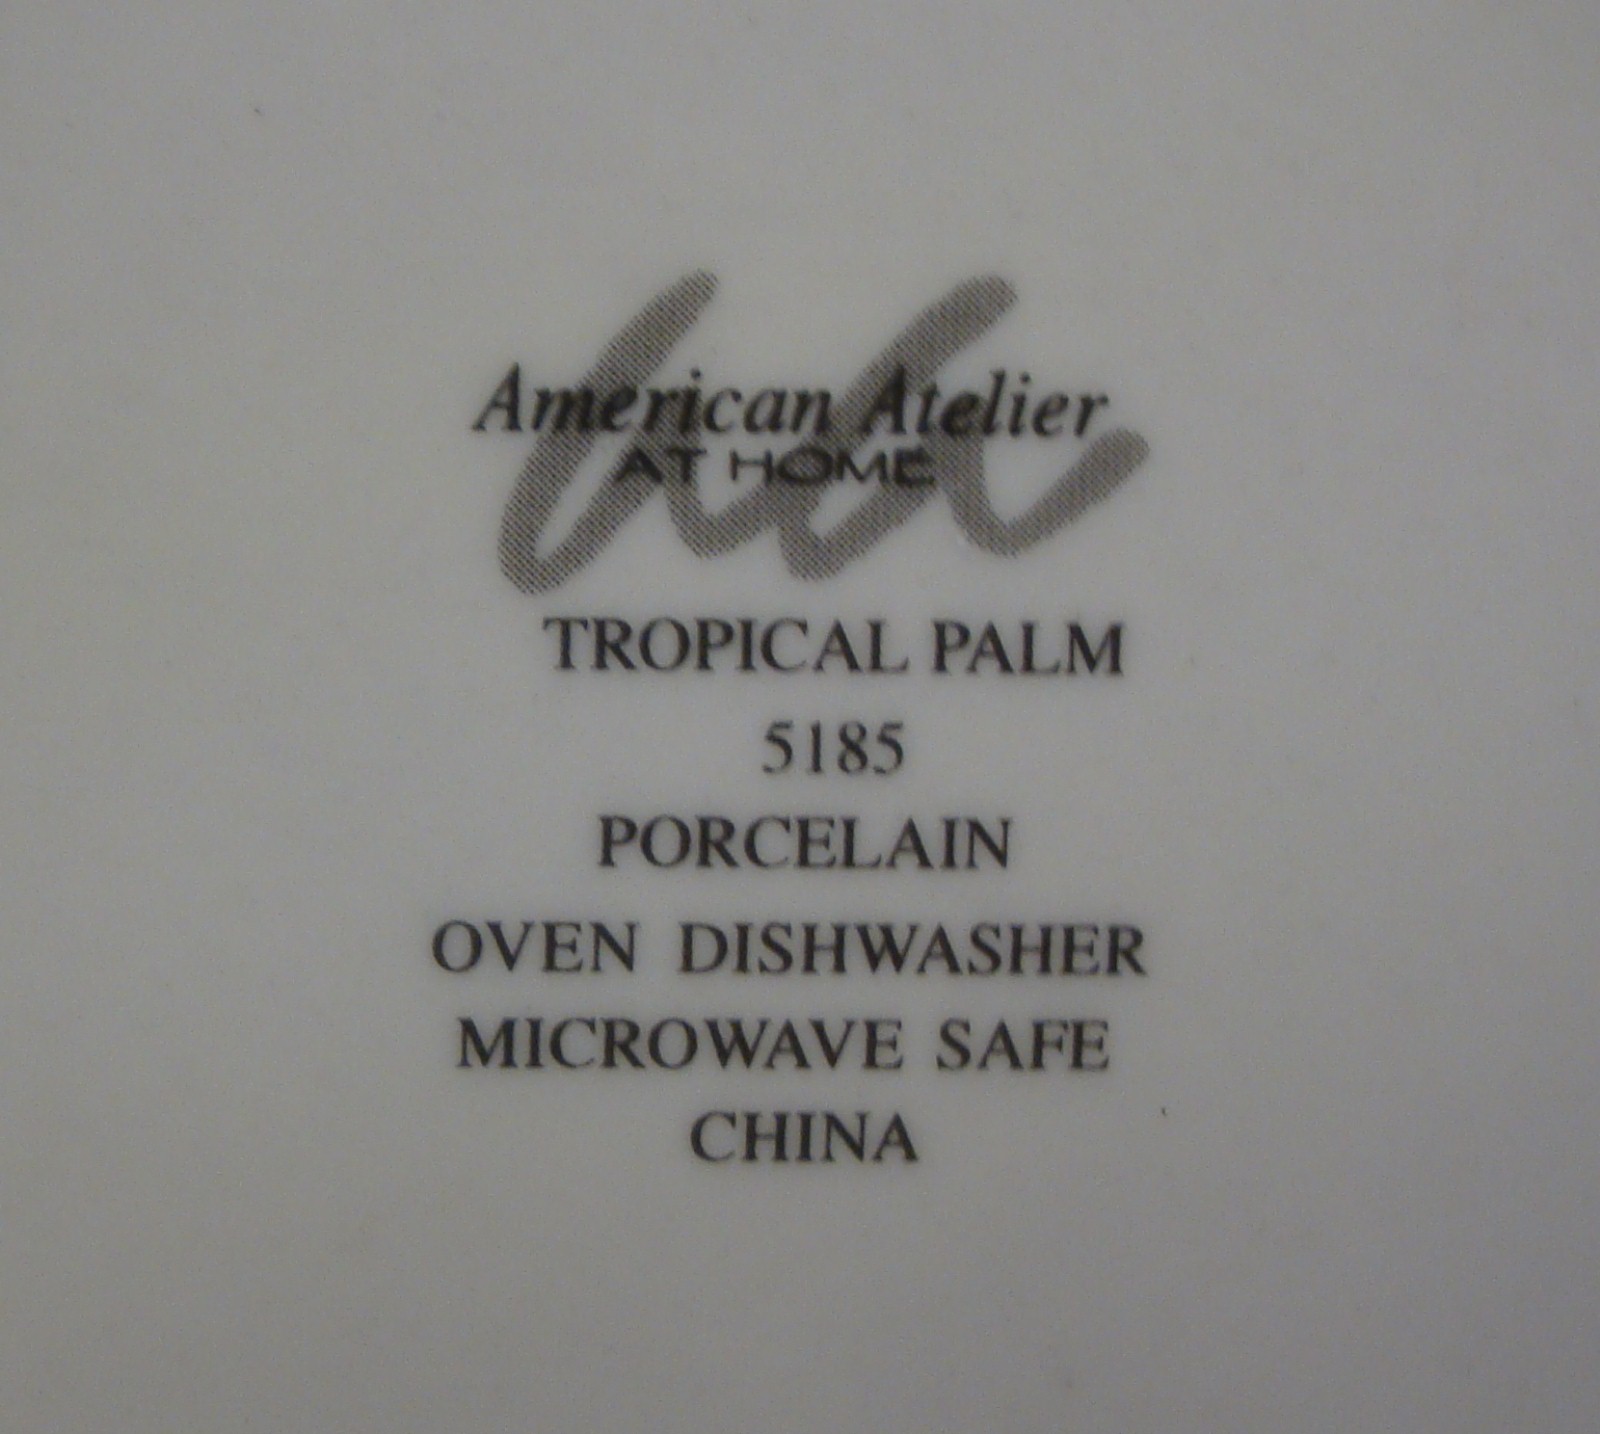 American Atelier
AT HOME
TROPICAL PALM
5185
PORCELAIN
OVEN DISHWASHER
MICROWAVE SAFE
CHINA